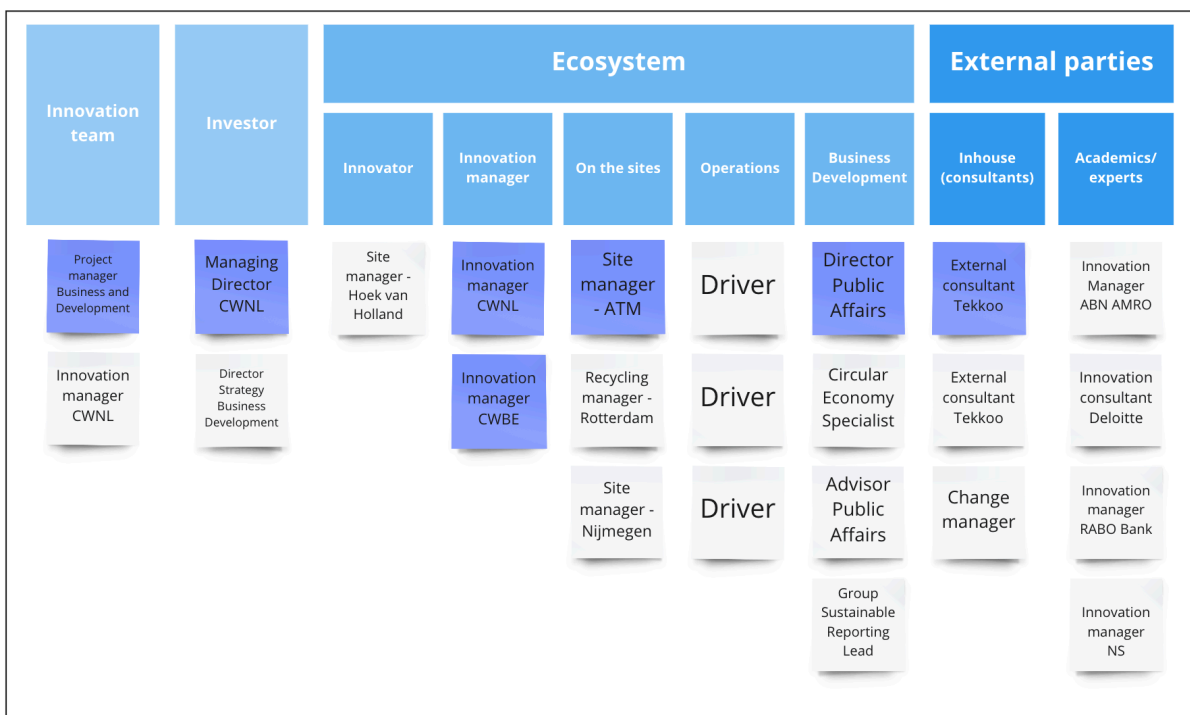 Ecosystem
External parties
Innovation
team
Investor
Innovator
Innovation
manager
On the sites
Operations
Business
Development
Inhouse
(consultants)
Academics/
experts
Project
manager
Business and
Development
Managing
Director
CWNL
Site
manager -
Hoek van
Holland
Innovation
manager
CWNL
Site
manager
- ATM
Driver
Director
Public
Affairs
External
consultant
Tekkoo
Innovation
Manager
ABN AMRO
Innovation
manager
CWNL
Director
Strategy
Business
Development
Innovation
manager
CWBE
Recycling
manager -
Rotterdam
Driver
Circular
Economy
Specialist
External
consultant
Tekkoo
Innovation
consultant
Deloitte
Site
manager -
Nijmegen
Driver
Advisor
Public
Affairs
Change
manager
Innovation
manager
RABO Bank
Group
Sustainable
Reporting
Lead
Innovation
manager
NS